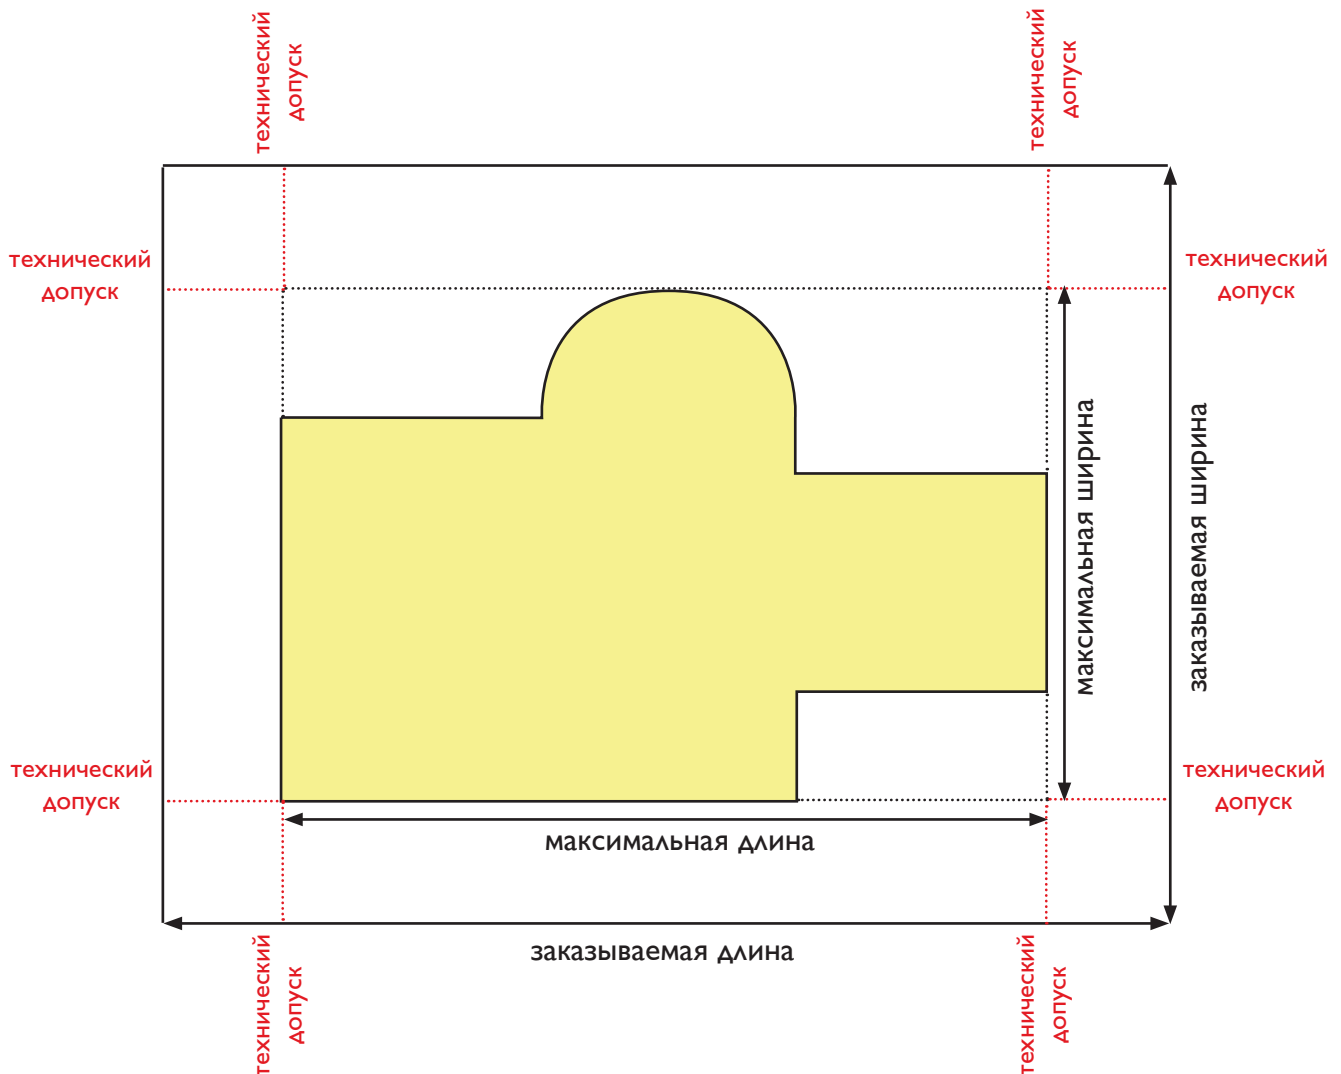 технический
допуск
технический
допуск
технический
допуск
технический
допуск
максимальная ширина
заказываемая ширина
технический
допуск
технический
допуск
максимальная длина
заказываемая длина
технический
допуск
технический
допуск